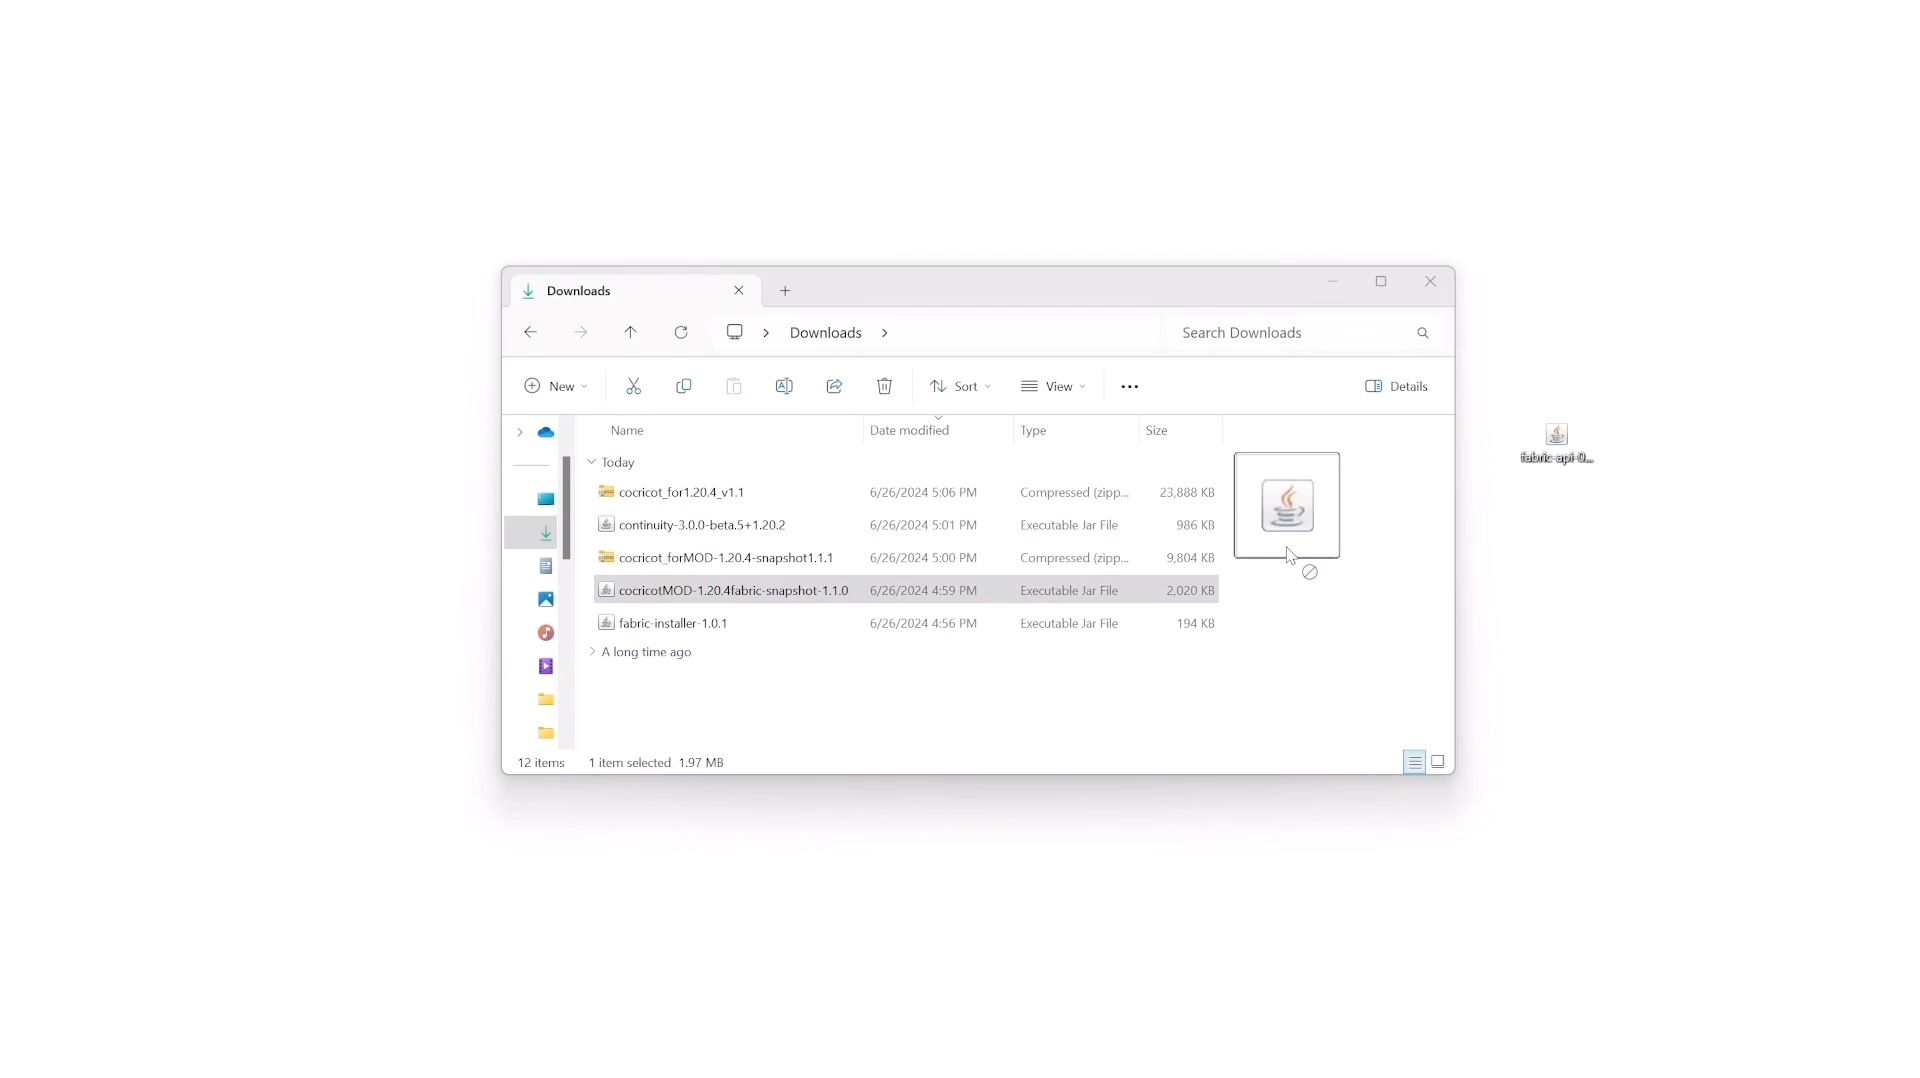 Downloads
Downloads
Search Downloads
New
Sort
View
Details
Name Date modified Type Size
Today
cocricot_for1.20.4_v1.1 6/26/2024 5:06 PM Compressed (zipp... 23,888 KB
continuity-3.0.0-beta.5+1.20.2 6/26/2024 5:01 PM Executable Jar File 986 KB
cocricot_forMOD-1.20.4-snapshot1.1.1 6/26/2024 5:00 PM Compressed (zipp... 9,804 KB
cocricotMOD-1.20.4fabric-snapshot-1.1.0 6/26/2024 4:59 PM Executable Jar File 2,020 KB
fabric-installer-1.0.1 6/26/2024 4:56 PM Executable Jar File 194 KB
A long time ago
12 items 1 item selected 1.97 MB
fabric-api-0...